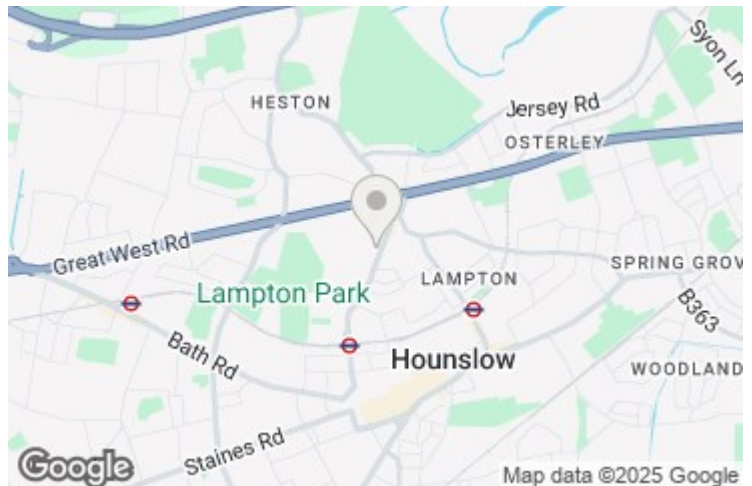 Syon Ln
HESTON
Jersey Rd
OSTERLEY
Great West Rd
LAMPTON
SPRING GROV
Lampton Park
B363
Bath Rd
Hounslow
WOODLAND
Staines Rd
Google
Map data ©2025 Google